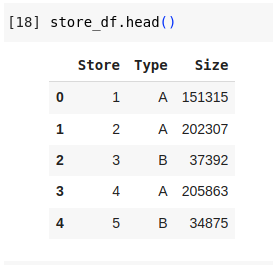 [18] store_df.head()
Store Type Size
0 1 A 151315
1 2 A 202307
2 3 B 37392
3 4 A 205863
4 5 B 34875